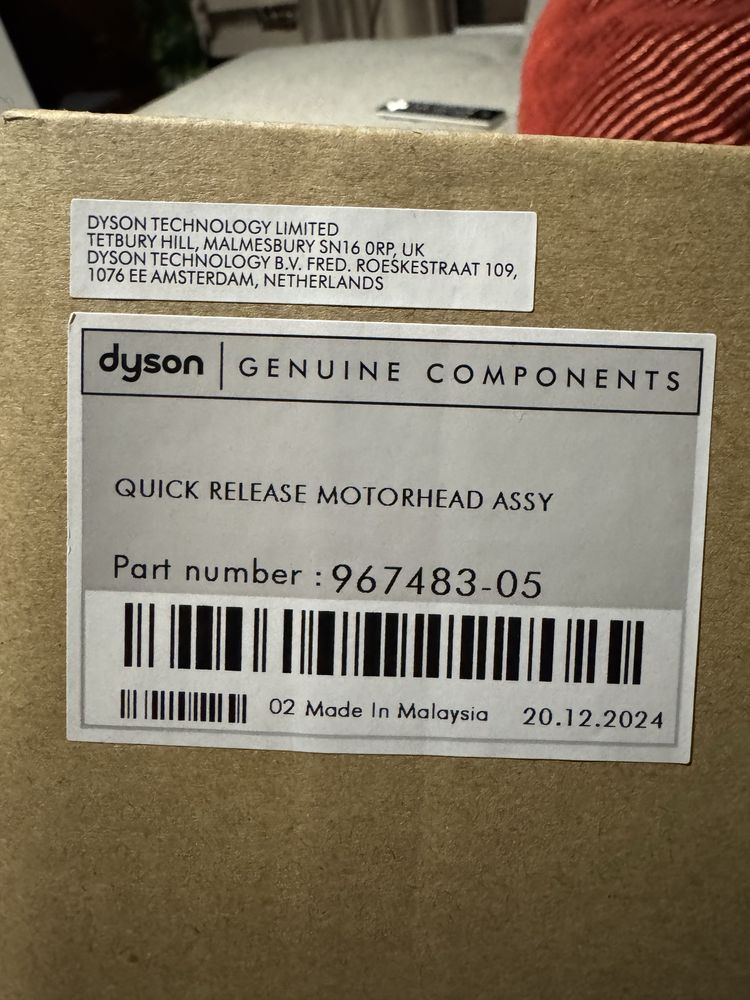 DYSON TECHNOLOGY LIMITED
TETBURY HILL, MALMESBURY SN16 0RP, UK
DYSON TECHNOLOGY B.V. FRED. ROESKESTRAAT 109,
1076 EE AMSTERDAM, NETHERLANDS
dyson | GENUINE COMPONENTS
QUICK RELEASE MOTORHEAD ASSY
Part number : 967483-05
02 Made In Malaysia 20.12.2024